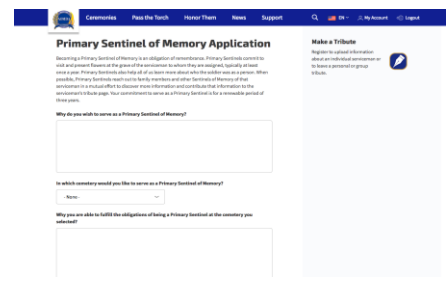 Ceremonies Pass the Torch Honor Them News Support EN My Account Logout
Primary Sentinel of Memory Application
Becoming a Primary Sentinel of Memory is an obligation of remembrance. Primary Sentinels commit to
visit and present flowers at the grave of the serviceman to whom they are assigned, typically at least
once a year. Primary Sentinels also help all of us learn more about who the soldier was as a person. When
possible, Primary Sentinels reach out to family members and other Sentinels of Memory of that
serviceman in a mutual effort to discover more information and contribute that information to the
serviceman's tribute page. Your commitment to serve as a Primary Sentinel is for a renewable period of
three years.
Why do you wish to serve as a Primary Sentinel of Memory?
In which cemetery would you like to serve as a Primary Sentinel of Memory?
- None -
Why you are able to fulfill the obligations of being a Primary Sentinel at the cemetery you
selected?
Make a Tribute
Register to upload information
about an individual serviceman or
to leave a personal or group
tribute.